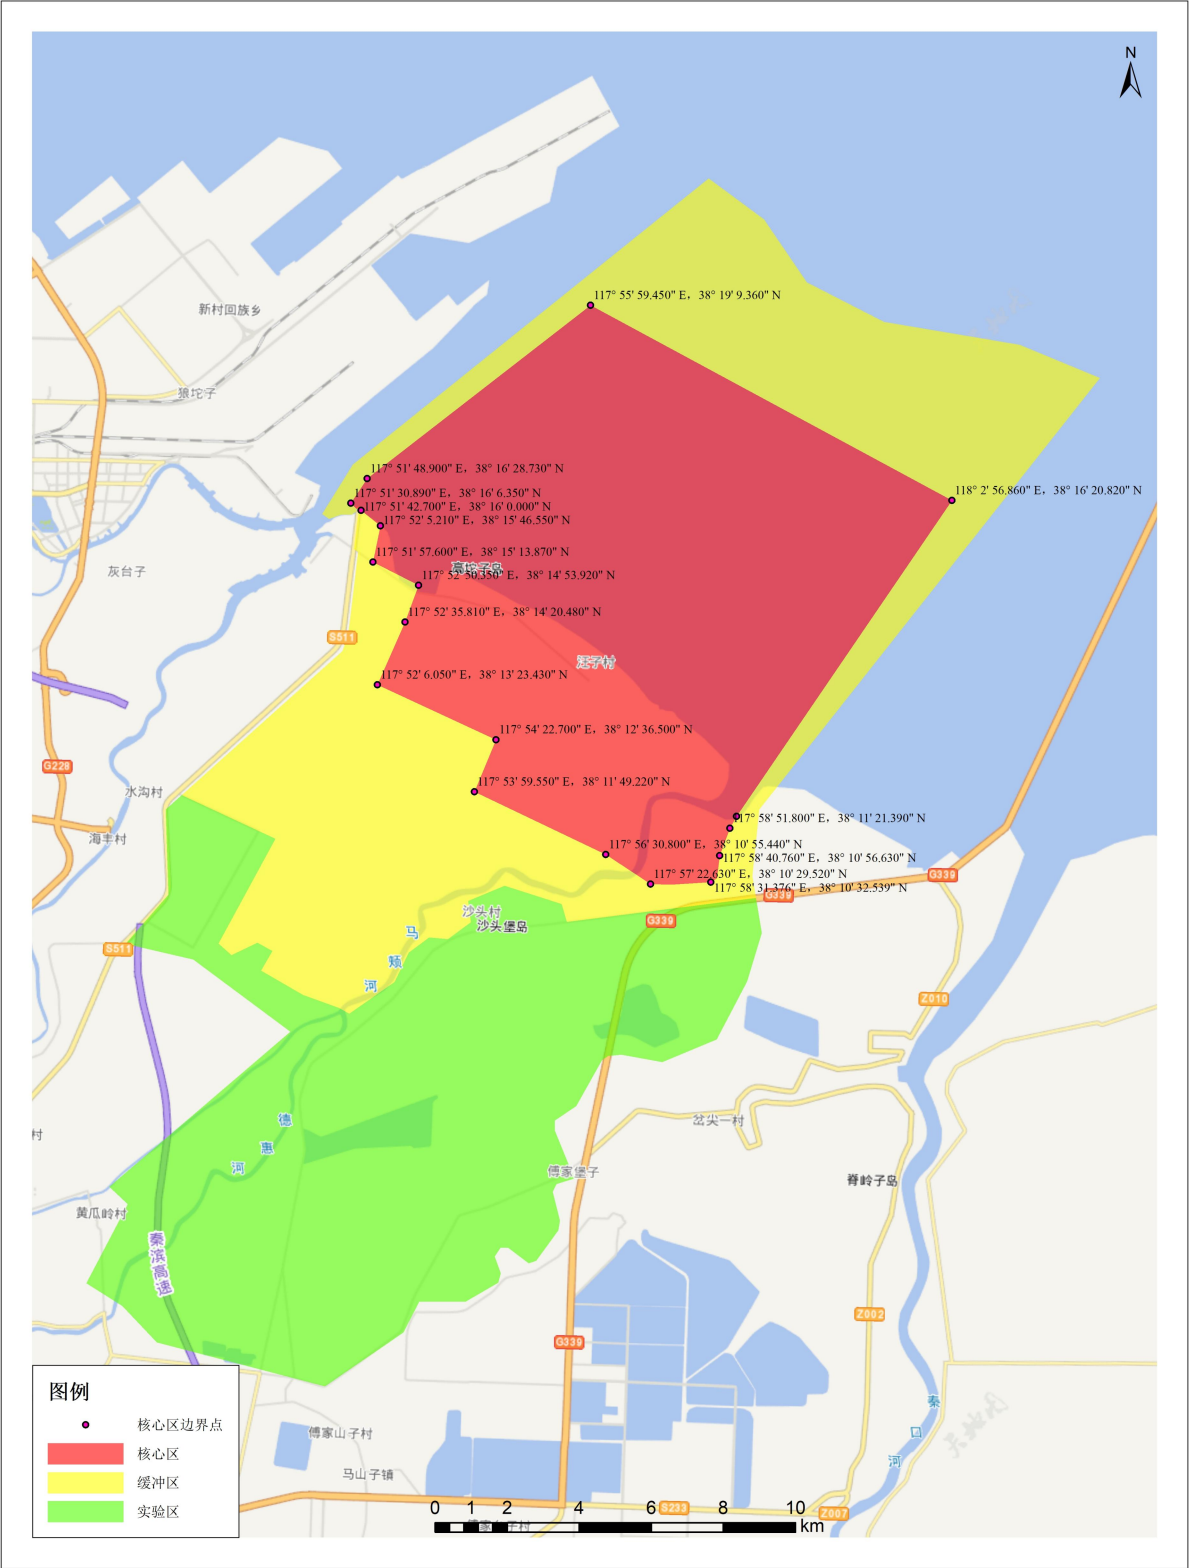 N
117° 55' 59.450" E，38° 19' 9.360" N
新村回族乡
狼坨子
117° 51' 48.900" E，38° 16' 28.730" N
117° 51' 30.890" E，38° 16' 6.350" N
118° 2' 56.860" E，38° 16' 20.820" N
117° 51' 42.700" E，38° 16' 0.000" N
117° 52' 5.210" E，38° 15' 46.550" N
117° 51' 57.600" E，38° 15' 13.870" N
高坨子岛
灰台子
117° 52' 50.350" E，38° 14' 53.920" N
117° 52' 35.810" E，38° 14' 20.480" N
S511
汪子村
117° 52' 6.050" E，38° 13' 23.430" N
117° 54' 22.700" E，38° 12' 36.500" N
G228
117° 53' 59.550" E，38° 11' 49.220" N
水沟村
117° 58' 51.800" E，38° 11' 21.390" N
海丰村
117° 56' 30.800" E，38° 10' 55.440" N
117° 58' 40.760" E，38° 10' 56.630" N
117° 57' 22.630" E，38° 10' 29.520" N
G339
117° 58' 31.376" E，38° 10' 32.539" N
G339
沙头村
G339
沙头堡岛
马
颊
河
S511
Z010
德
惠
河
岔尖一村
村
傅家堡子
脊岭子岛
黄瓜岭村
秦滨高速
Z002
G339
图例
核心区边界点
核心区
缓冲区
实验区
秦
口
河
傅家山子村
马山子镇
0 1 2 4 6 8 10
km
S233
Z007